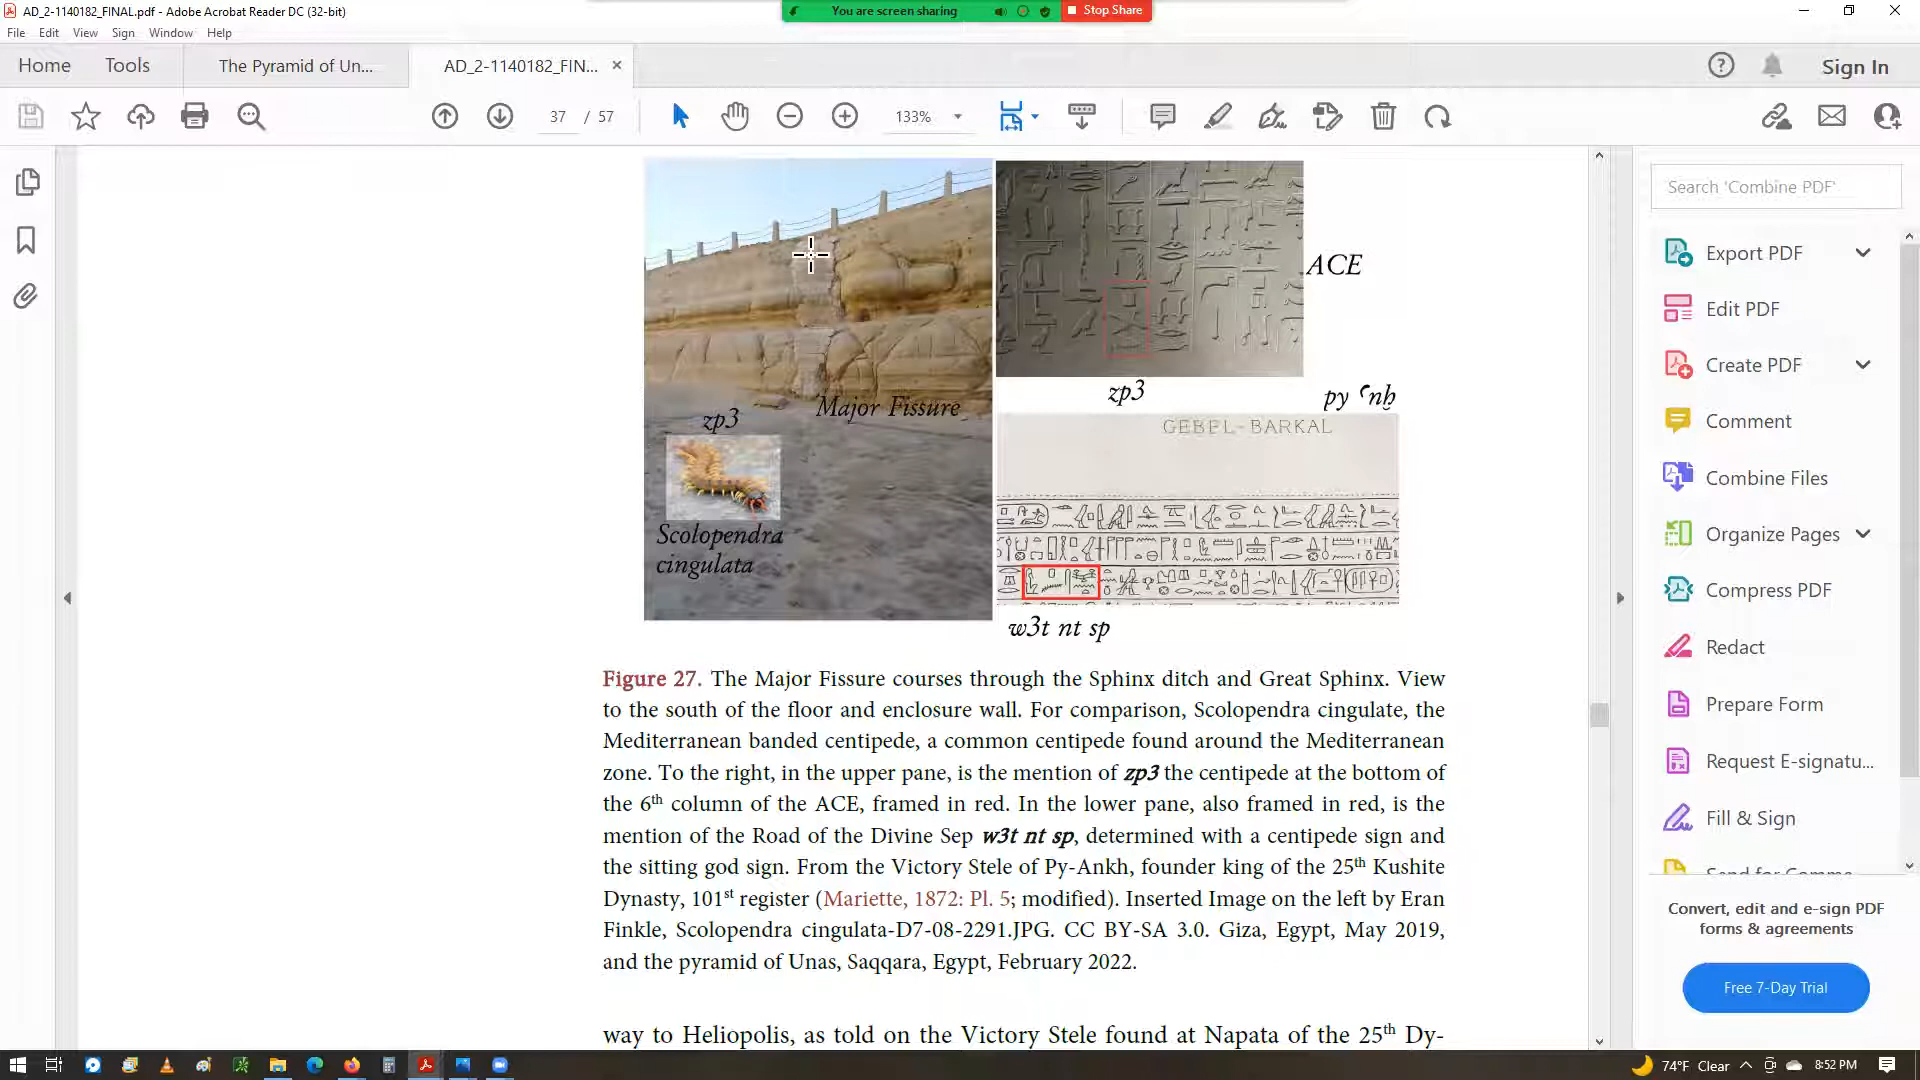 AD_2-1140182_FINAL.pdf - Adobe Acrobat Reader DC (32-bit)
You are screen sharing
Stop Share
File Edit View Sign Window Help
Home Tools The Pyramid of Un... AD_2-1140182_FIN... × Sign In
37 / 57 133%
ACE
zp3
Major Fissure
zp3
py ꜥnḫ
GEBEL-BARKAL
Scolopendra
cingulata
w3t nt sp
Figure 27. The Major Fissure courses through the Sphinx ditch and Great Sphinx. View
to the south of the floor and enclosure wall. For comparison, Scolopendra cingulate, the
Mediterranean banded centipede, a common centipede found around the Mediterranean
zone. To the right, in the upper pane, is the mention of zp3 the centipede at the bottom of
the 6th column of the ACE, framed in red. In the lower pane, also framed in red, is the
mention of the Road of the Divine Sep w3t nt sp, determined with a centipede sign and
the sitting god sign. From the Victory Stele of Py-Ankh, founder king of the 25th Kushite
Dynasty, 101st register (Mariette, 1872: Pl. 5; modified). Inserted Image on the left by Eran
Finkle, Scolopendra cingulata-D7-08-2291.JPG. CC BY-SA 3.0. Giza, Egypt, May 2019,
and the pyramid of Unas, Saqqara, Egypt, February 2022.
way to Heliopolis, as told on the Victory Stele found at Napata of the 25th Dy-
Search 'Combine PDF'
Export PDF
Edit PDF
Create PDF
Comment
Combine Files
Organize Pages
Compress PDF
Redact
Prepare Form
Request E-signatu...
Fill & Sign
Convert, edit and e-sign PDF
forms & agreements
Free 7-Day Trial
74°F Clear 8:52 PM